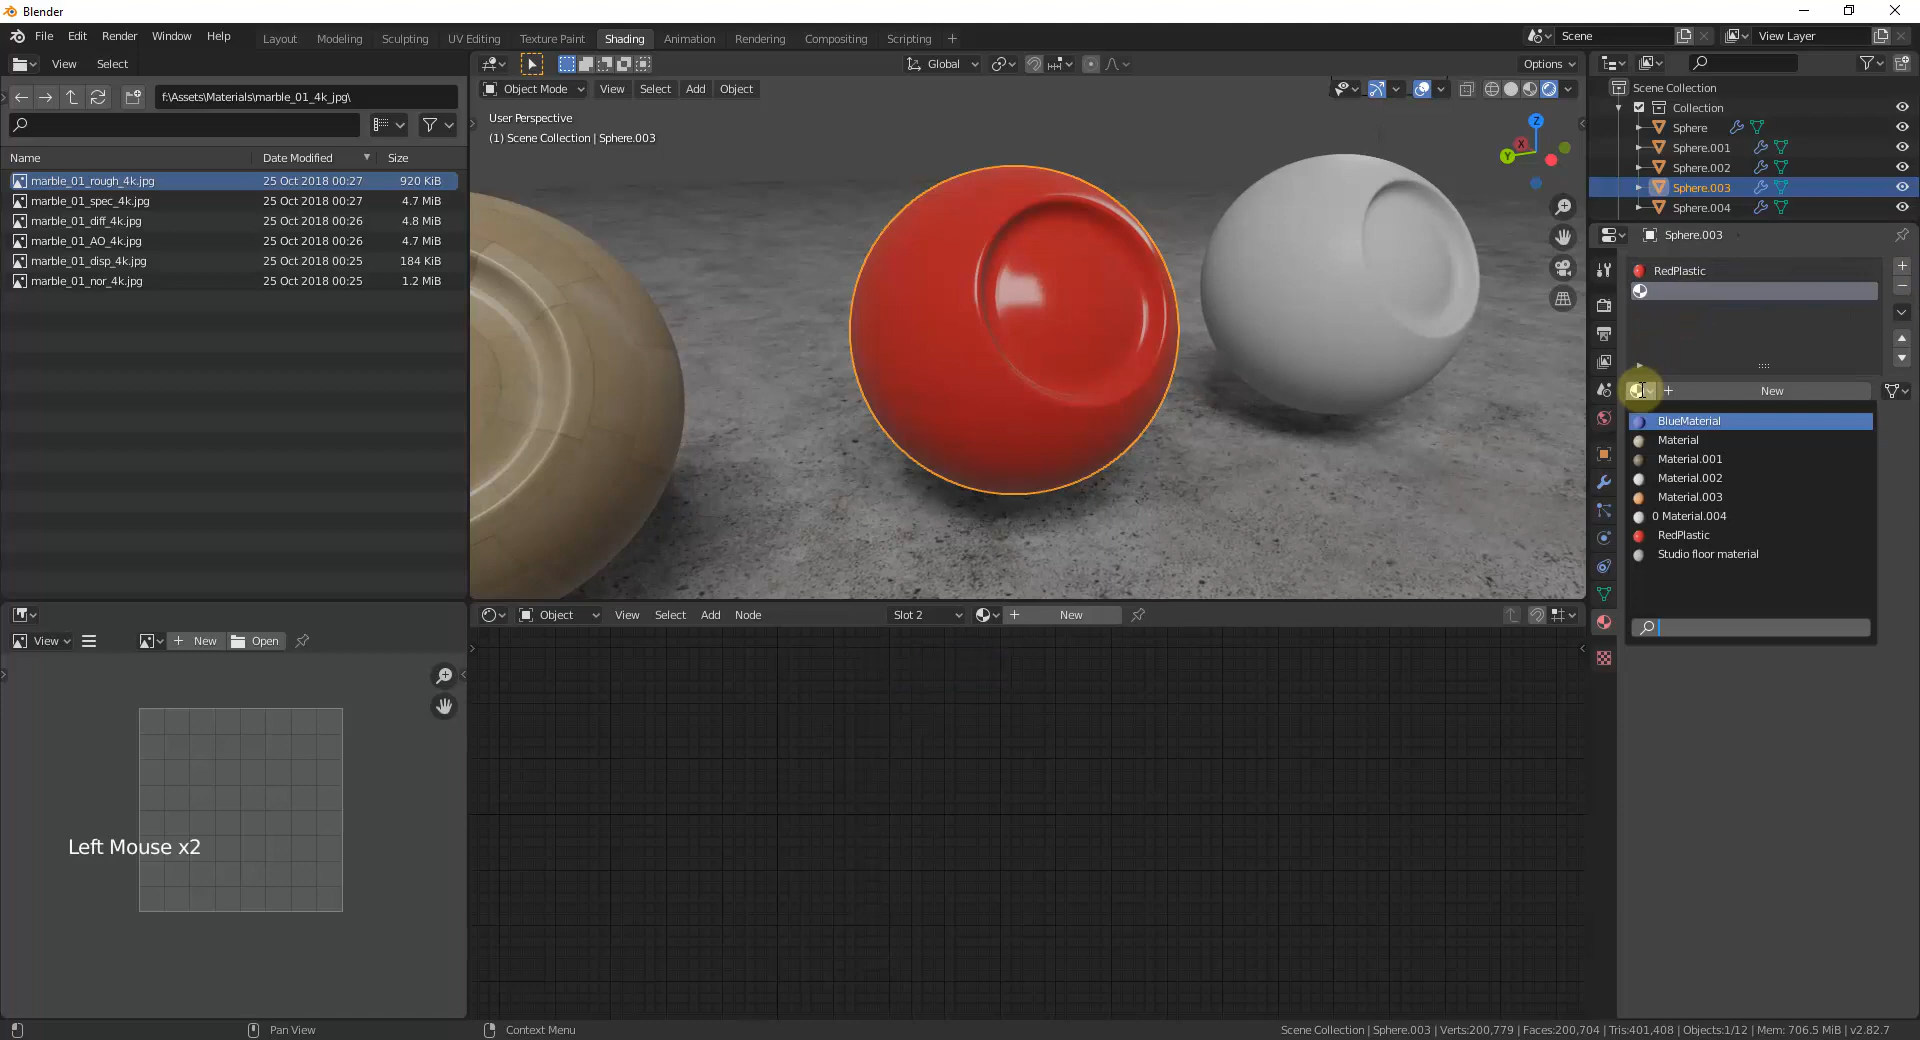 Blender
File Edit Render Window Help
Layout Modeling Sculpting UV Editing Texture Paint Shading Animation Rendering Compositing Scripting
Scene
View Layer
View Select
Global
Options
f:\Assets\Materials\marble_01_4k_jpg\
Object Mode View Select Add Object
Name Date Modified Size
marble_01_rough_4k.jpg 25 Oct 2018 00:27 920 KiB
marble_01_spec_4k.jpg 25 Oct 2018 00:27 4.7 MiB
marble_01_diff_4k.jpg 25 Oct 2018 00:26 4.8 MiB
marble_01_AO_4k.jpg 25 Oct 2018 00:26 4.7 MiB
marble_01_disp_4k.jpg 25 Oct 2018 00:25 184 KiB
marble_01_nor_4k.jpg 25 Oct 2018 00:25 1.2 MiB
User Perspective
(1) Scene Collection | Sphere.003
Z
X
Y
Scene Collection
Collection
Sphere
Sphere.001
Sphere.002
Sphere.003
Sphere.004
Sphere.003
RedPlastic
New
BlueMaterial
Material
Material.001
Material.002
Material.003
0 Material.004
RedPlastic
Studio floor material
View New Open
Object View Select Add Node Slot 2 New
Left Mouse x2
Pan View
Context Menu
Scene Collection | Sphere.003 | Verts:200,779 | Faces:200,704 | Tris:401,408 | Objects:1/12 | Mem: 706.5 MiB | v2.82.7